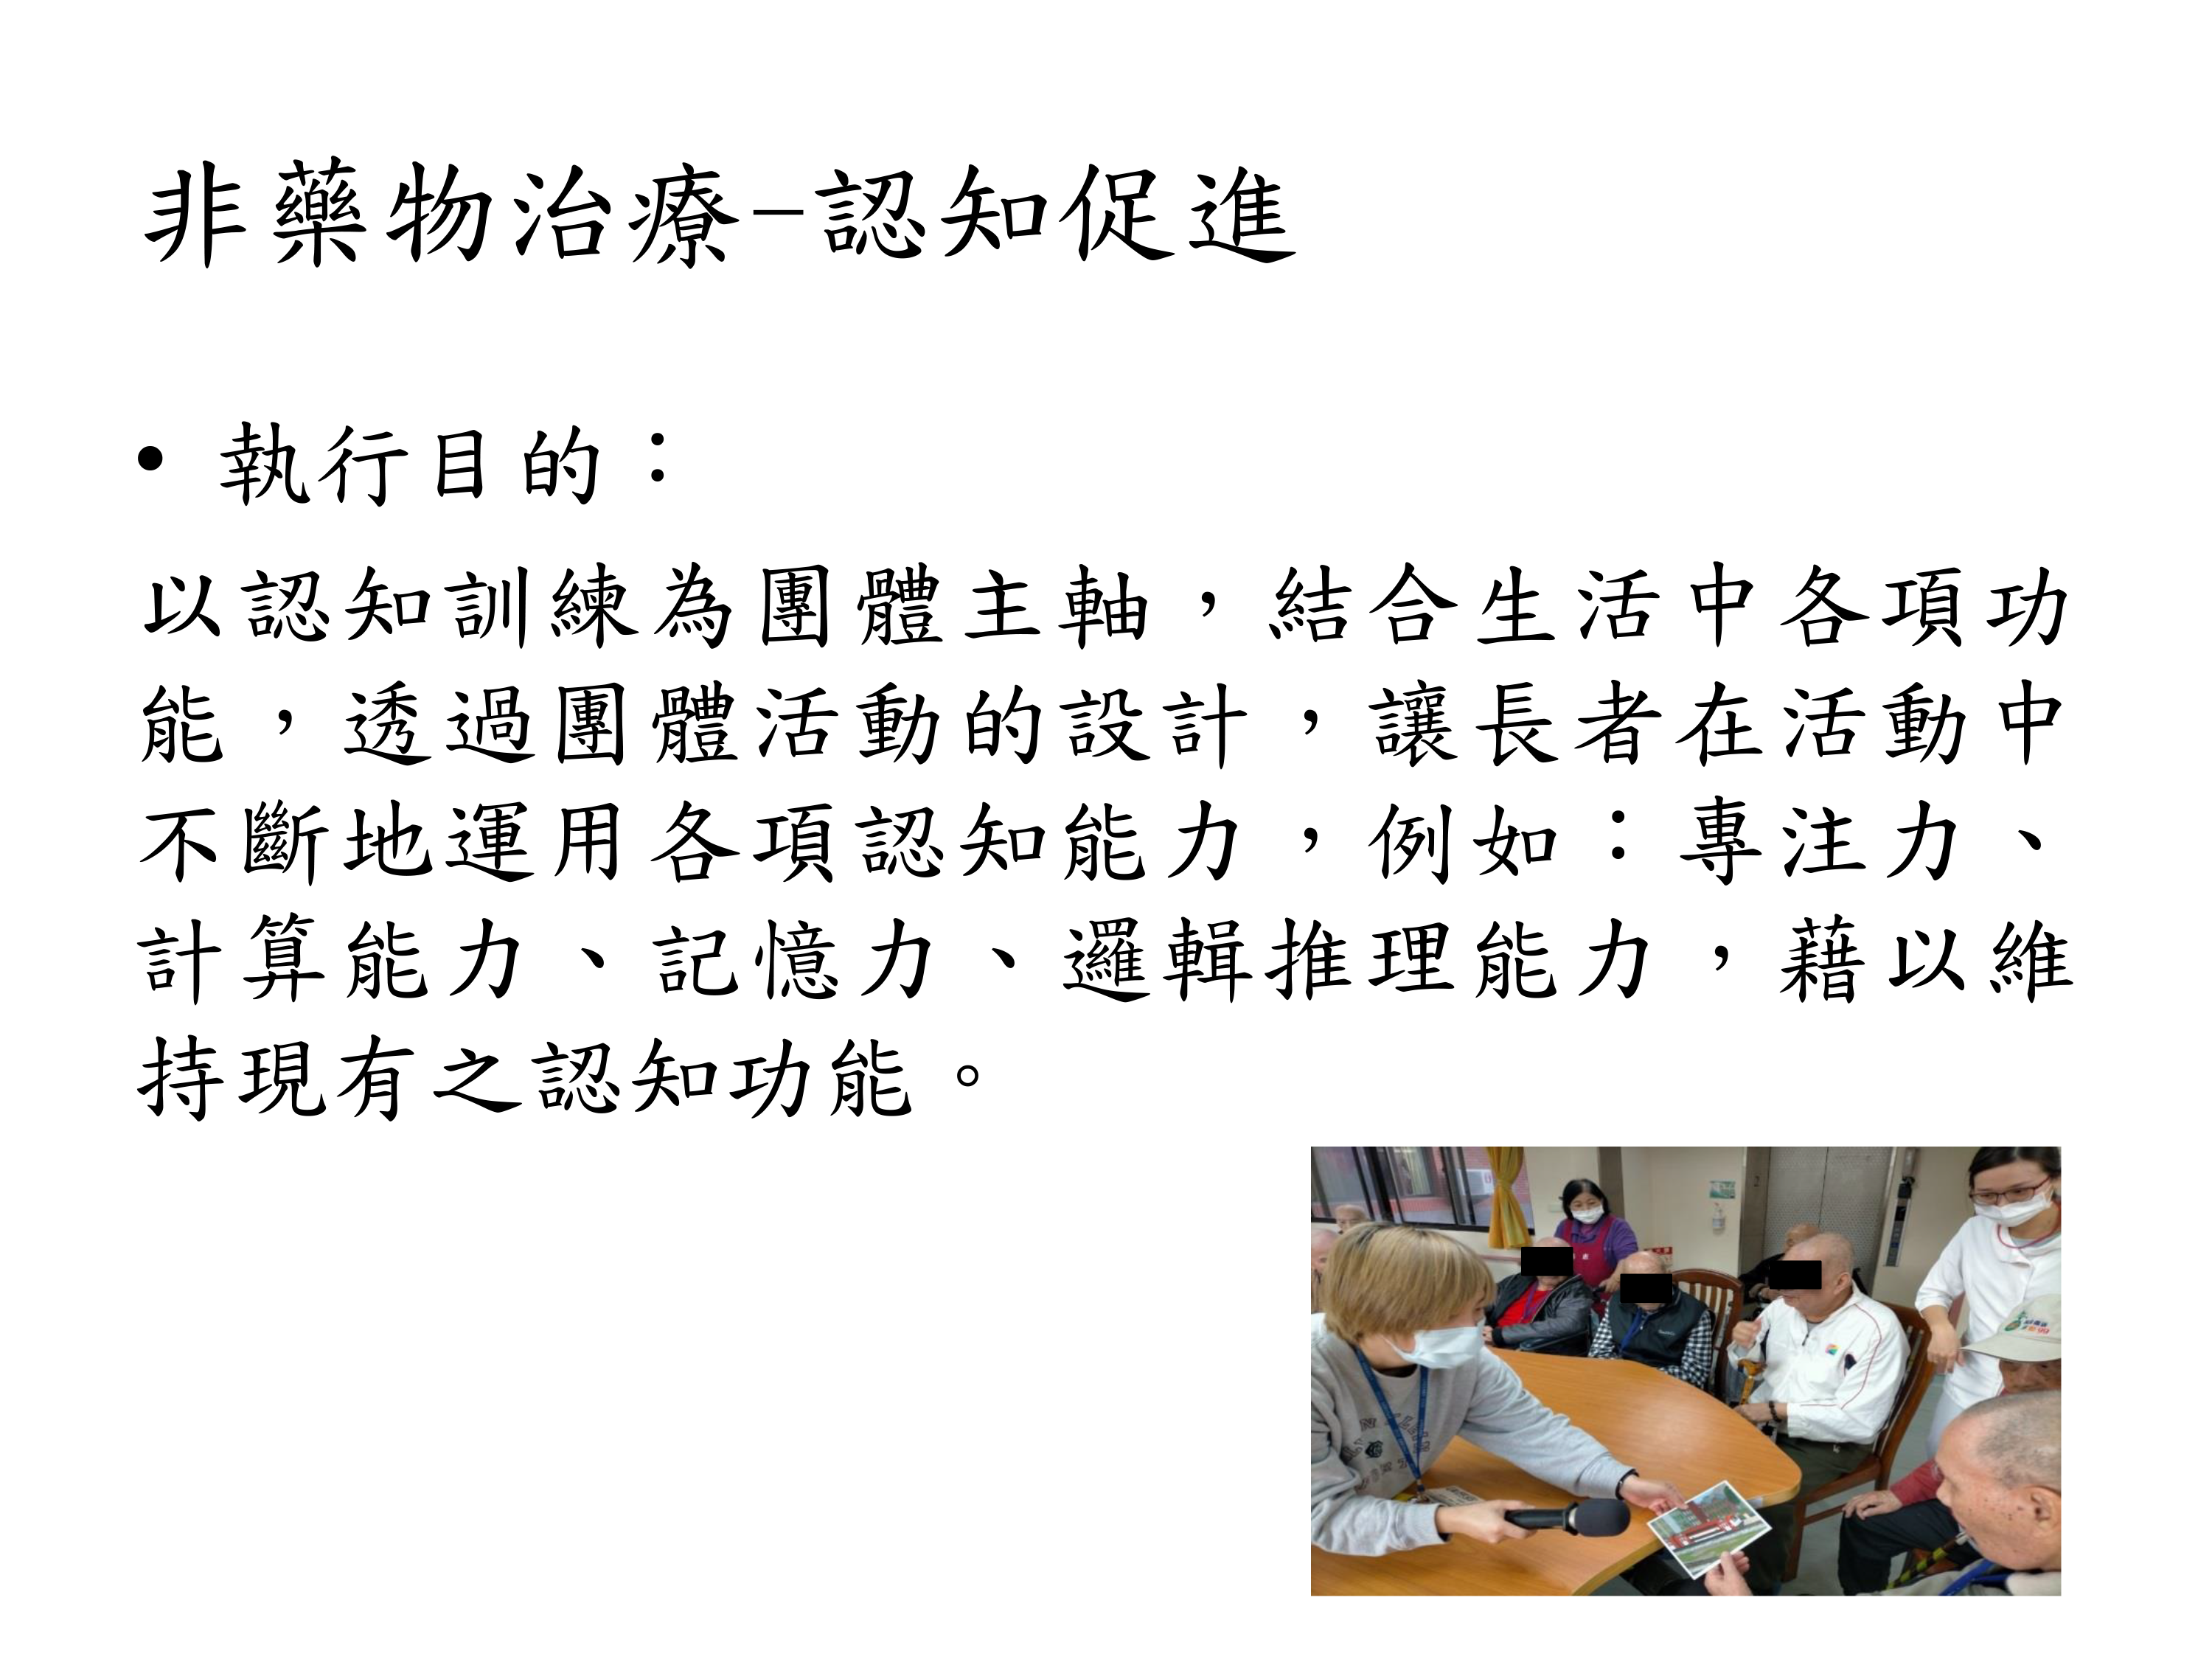 非藥物治療-認知促進
• 執行目的：
以認知訓練為團體主軸，結合生活中各項功
能，透過團體活動的設計，讓長者在活動中
不斷地運用各項認知能力，例如：專注力、
計算能力、記憶力、邏輯推理能力，藉以維
持現有之認知功能。